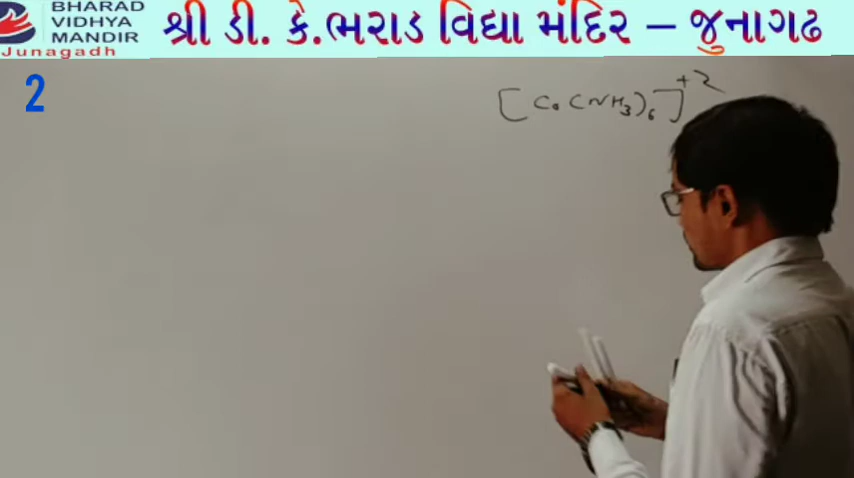 BHARAD
VIDHYA
MANDIR
Junagadh
શ્રી ડી. કે.ભરાડ વિદ્યા મંદિર – જુનાગઢ
2
[Co(NH3)6]+2